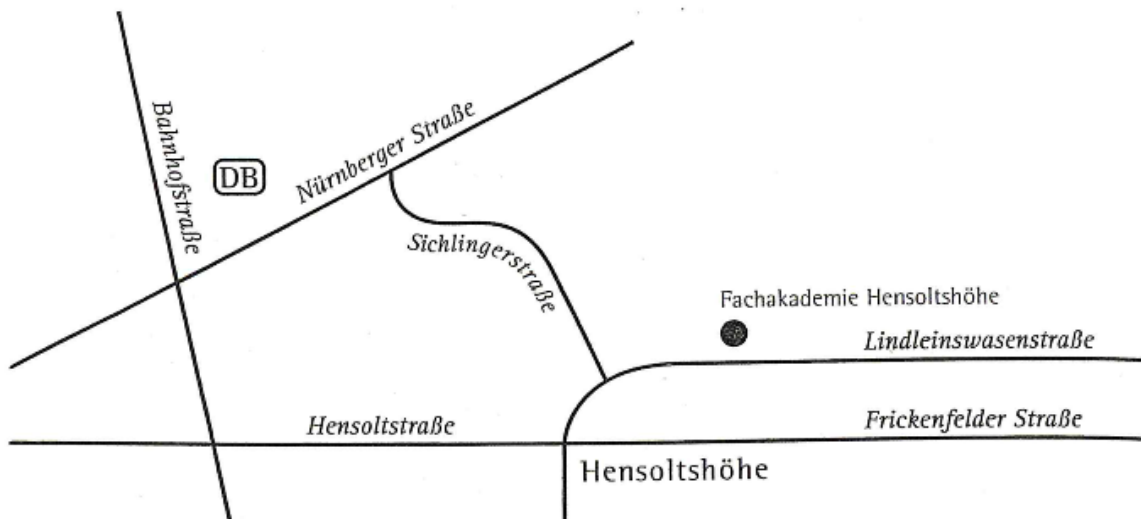 Bahnhofstraße
DB
Nürnberger Straße
Sichlingerstraße
Fachakademie Hensoltshöhe
Lindleinswasenstraße
Hensoltstraße
Frickenfelder Straße
Hensoltshöhe